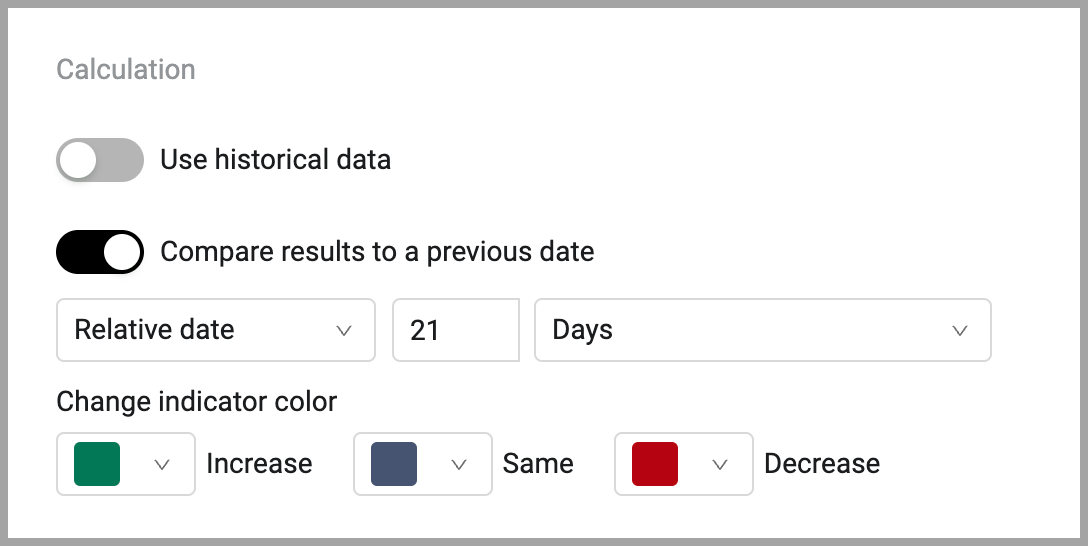 Calculation
Use historical data
Compare results to a previous date
Relative date 21 Days
Change indicator color
Increase Same Decrease